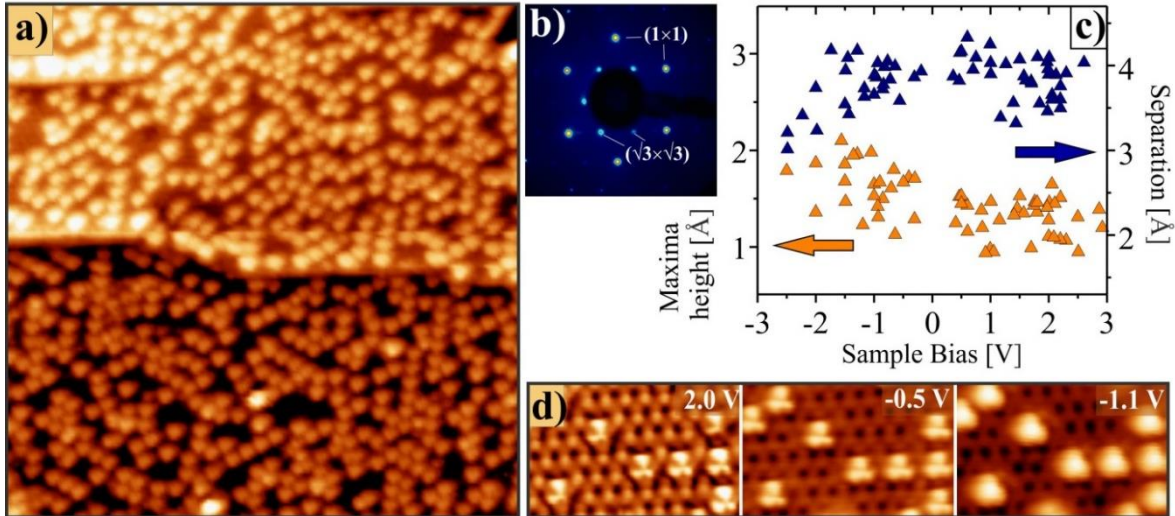 a)
b)
(1×1)
(√3×√3)
c)
3
2
1
Maxima
height [Å]
4
3
2
Separation [Å]
-3 -2 -1 0 1 2 3
Sample Bias [V]
d)
2.0 V
-0.5 V
-1.1 V